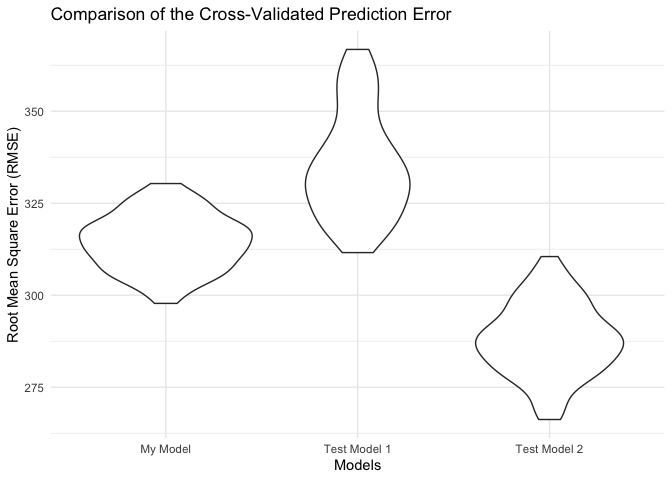 Comparison of the Cross-Validated Prediction Error
Root Mean Square Error (RMSE)
350
325
300
275
My Model
Test Model 1
Test Model 2
Models